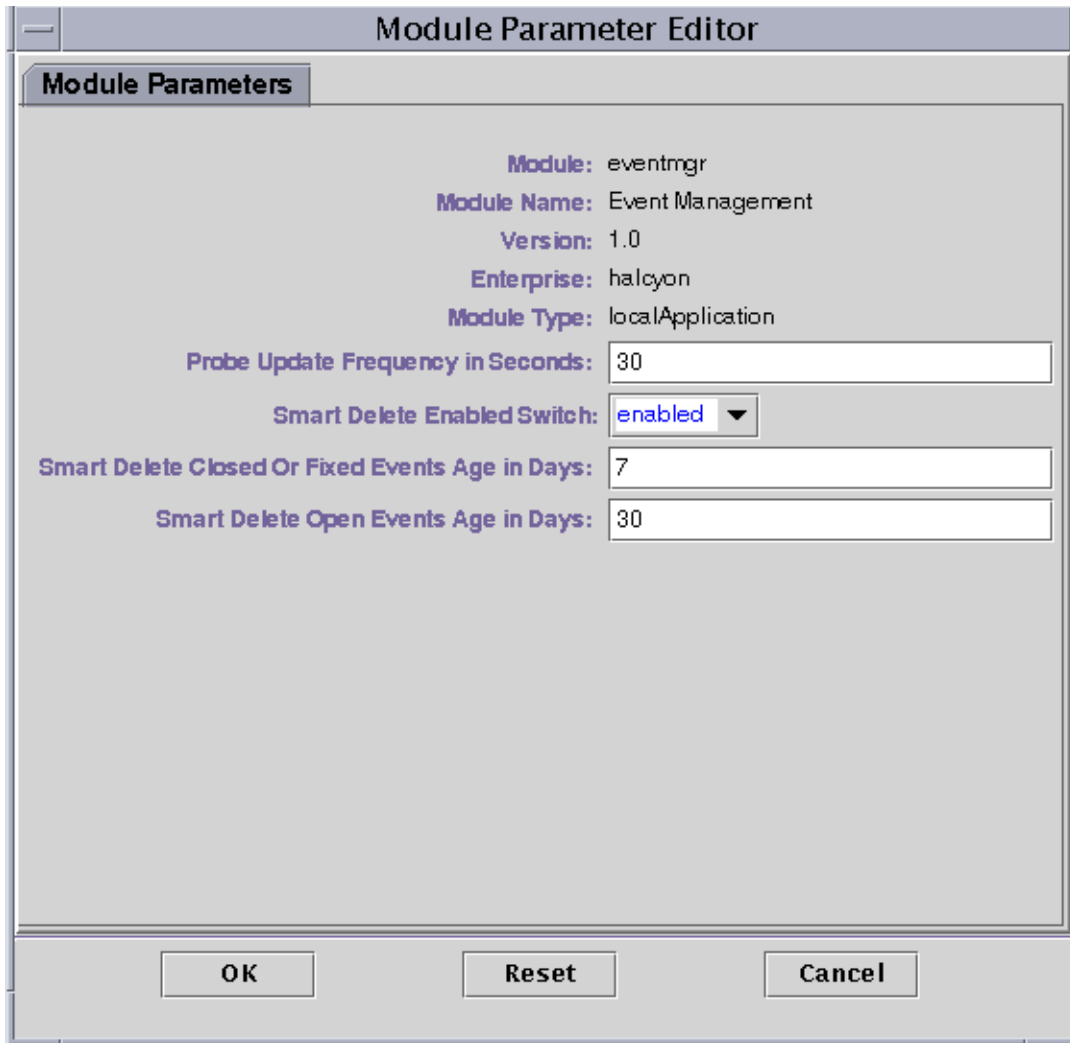 Module Parameter Editor
Module Parameters
Module: eventmgr
Module Name: Event Management
Version: 1.0
Enterprise: halcyon
Module Type: localApplication
Probe Update Frequency in Seconds: 30
Smart Delete Enabled Switch: enabled
Smart Delete Closed Or Fixed Events Age in Days: 7
Smart Delete Open Events Age in Days: 30
OK Reset Cancel